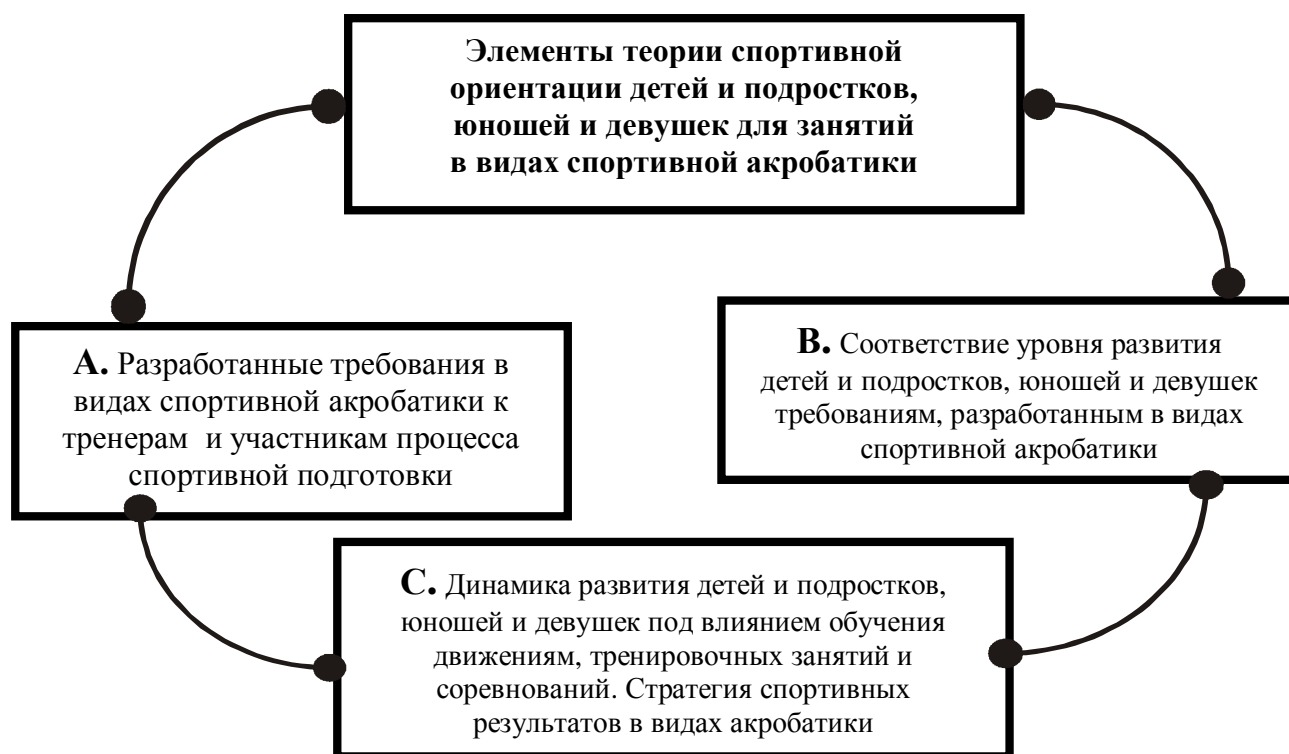 Элементы теории спортивной
ориентации детей и подростков,
юношей и девушек для занятий
в видах спортивной акробатики
A. Разработанные требования в
видах спортивной акробатики к
тренерам и участникам процесса
спортивной подготовки
B. Соответствие уровня развития
детей и подростков, юношей и девушек
требованиям, разработанным в видах
спортивной акробатики
C. Динамика развития детей и подростков,
юношей и девушек под влиянием обучения
движениям, тренировочных занятий и
соревнований. Стратегия спортивных
результатов в видах акробатики